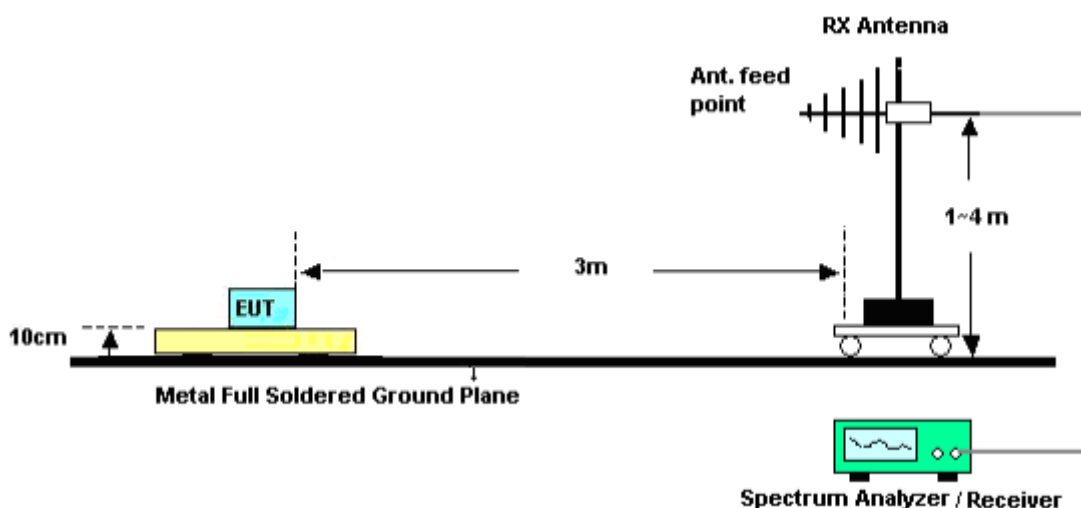 RX Antenna
Ant. feed
point
1~4 m
3m
EUT
10cm
Metal Full Soldered Ground Plane
Spectrum Analyzer / Receiver